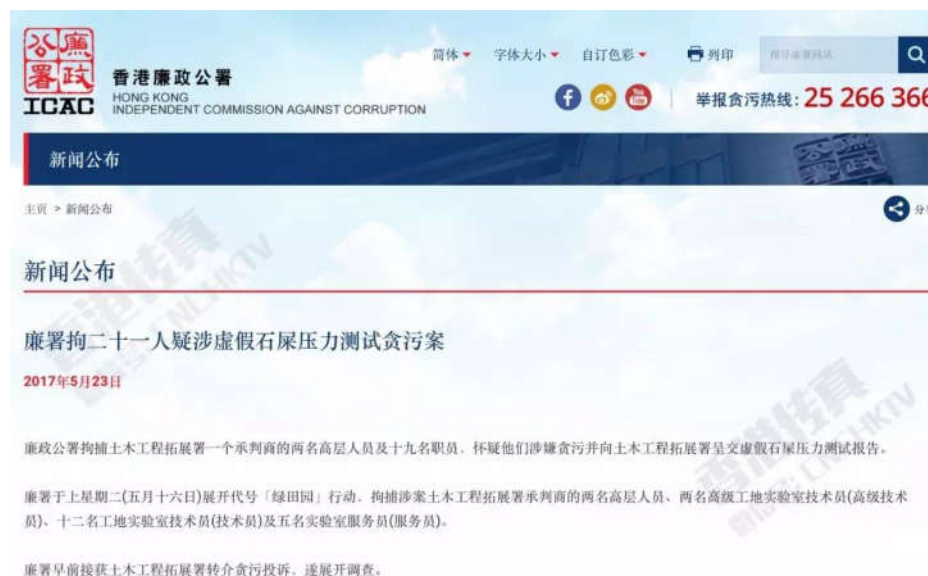 公廉
署政
ICAC
香港廉政公署
HONG KONG
INDEPENDENT COMMISSION AGAINST CORRUPTION
简体 字体大小 自订色彩 列印
举报贪污热线: 25 266 366
新闻公布
主页 > 新闻公布
新闻公布
廉署拘二十一人疑涉虚假石屎压力测试贪污案
2017年5月23日
廉政公署拘捕土木工程拓展署一个承判商的两名高层人员及十九名职员，怀疑他们涉嫌贪污并向土木工程拓展署呈交虚假石屎压力测试报告。
廉署于上星期二(五月十六日)展开代号「绿田园」行动，拘捕涉案土木工程拓展署承判商的两名高层人员、两名高级工地实验室技术员(高级技术
员)、十二名工地实验室技术员(技术员)及五名实验室服务员(服务员)。
廉署早前接获土木工程拓展署转介贪污投诉，遂展开调查。
香港传真
HKTV